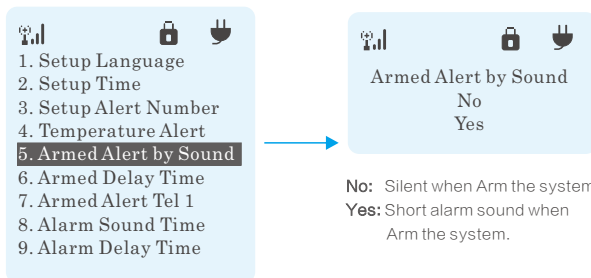 1. Setup Language
2. Setup Time
3. Setup Alert Number
4. Temperature Alert
5. Armed Alert by Sound
6. Armed Delay Time
7. Armed Alert Tel 1
8. Alarm Sound Time
9. Alarm Delay Time
Armed Alert by Sound
No
Yes
No: Silent when Arm the system
Yes: Short alarm sound when
Arm the system.